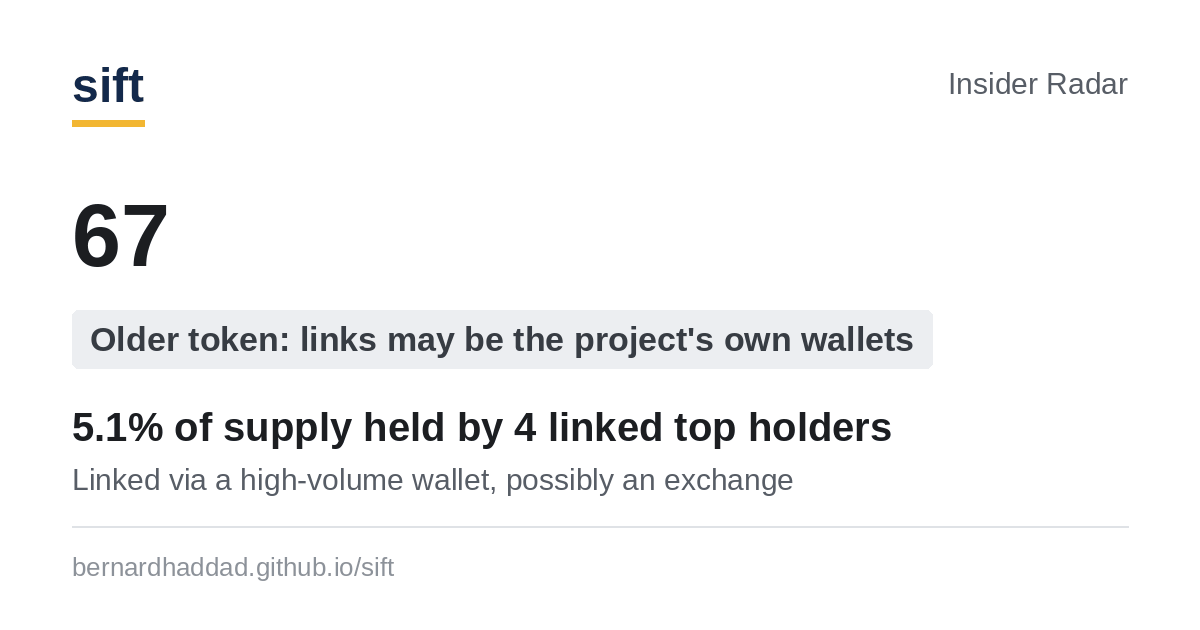 sift
Insider Radar
67
Older token: links may be the project's own wallets
5.1% of supply held by 4 linked top holders
Linked via a high-volume wallet, possibly an exchange
bernardhaddad.github.io/sift